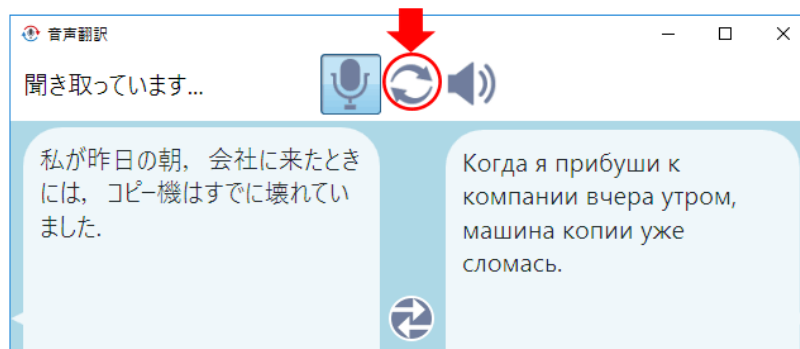 音声翻訳
聞き取っています...
私が昨日の朝, 会社に来たとき
には, コピー機はすでに壊れてい
ました.
Когда я прибуши к
компании вчера утром,
машина копии уже
сломась.